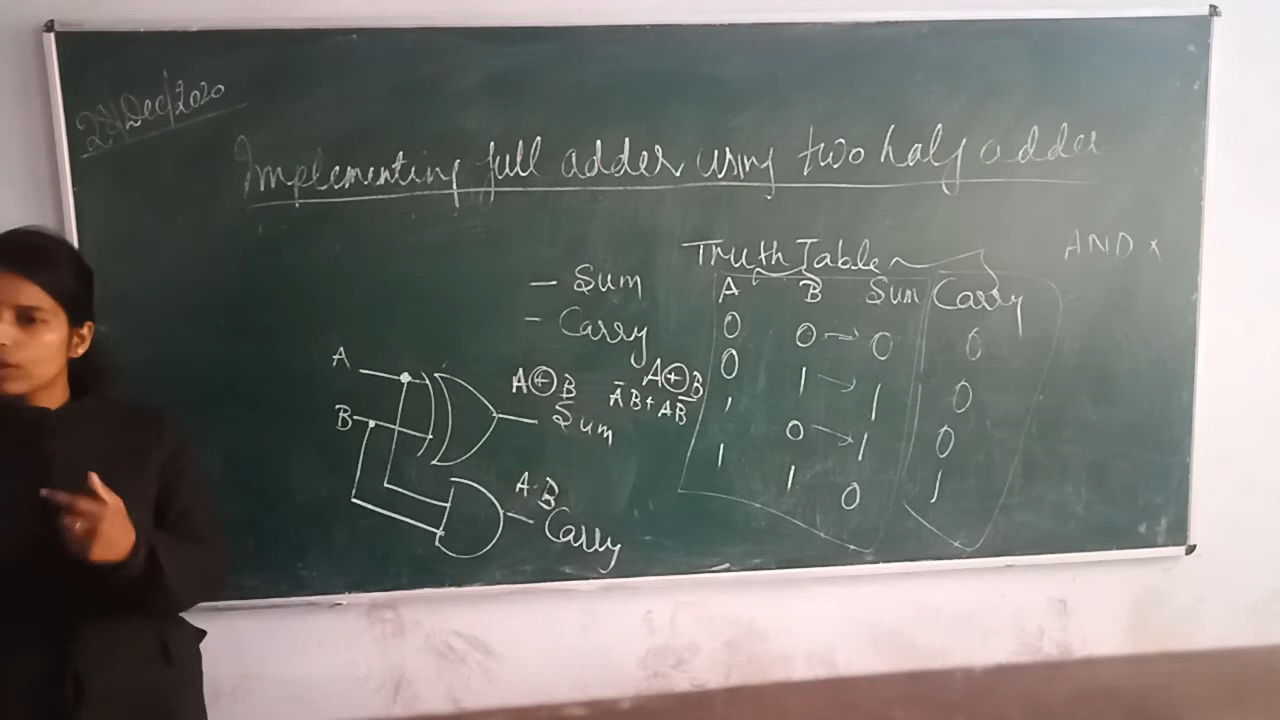 28/Dec/2020
Implementing full adder using two half adder
- Sum
- Carry
Truth Table
AND ×
A B Sum Carry
0 0 → 0 0
0 1 → 1 0
1 0 → 1 0
1 1 0 1
A
B
A⊕B
Sum
A⊕B
ĀB + AB̄
A·B
Carry